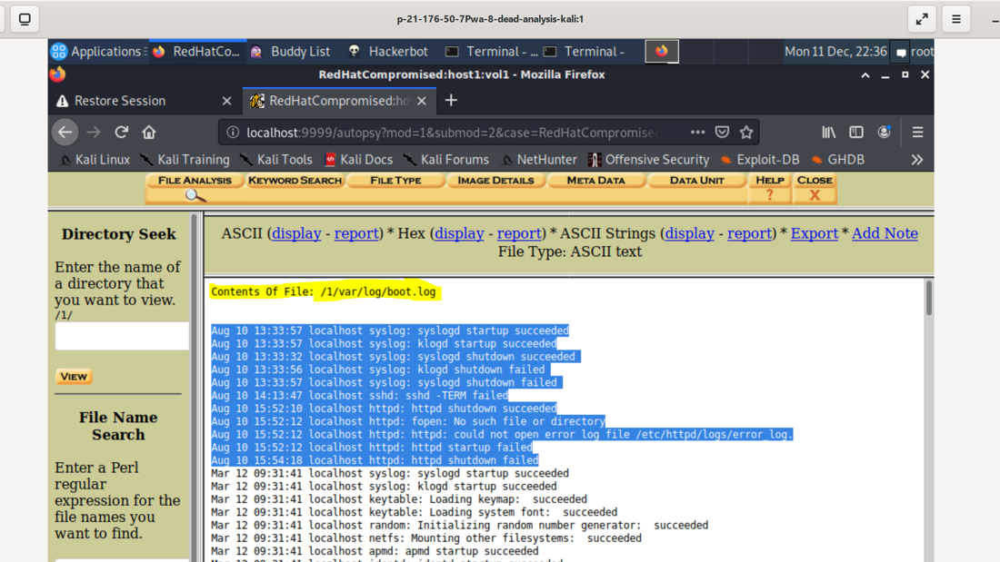 p-21-176-50-7Pwa-8-dead-analysis-kali:1
Applications RedHatCo... Buddy List Hackerbot Terminal - ... Terminal - Mon 11 Dec, 22:36 root
RedHatCompromised:host1:vol1 - Mozilla Firefox
Restore Session
RedHatCompromised:ho
localhost:9999/autopsy?mod=1&submod=2&case=RedHatCompromised
Kali Linux Kali Training Kali Tools Kali Docs Kali Forums NetHunter Offensive Security Exploit-DB GHDB
FILE ANALYSIS KEYWORD SEARCH FILE TYPE IMAGE DETAILS META DATA DATA UNIT HELP CLOSE
? X
Directory Seek
Enter the name of
a directory that
you want to view.
/1/
VIEW
File Name
Search
Enter a Perl
regular
expression for the
file names you
want to find.
ASCII (display - report) * Hex (display - report) * ASCII Strings (display - report) * Export * Add Note
File Type: ASCII text
Contents Of File: /1/var/log/boot.log
Aug 10 13:33:57 localhost syslog: syslogd startup succeeded
Aug 10 13:33:57 localhost syslog: klogd startup succeeded
Aug 10 13:33:32 localhost syslog: syslogd shutdown succeeded
Aug 10 13:33:56 localhost syslog: klogd shutdown failed
Aug 10 13:33:57 localhost syslog: syslogd shutdown failed
Aug 10 14:13:47 localhost sshd: sshd -TERM failed
Aug 10 15:52:10 localhost httpd: httpd shutdown succeeded
Aug 10 15:52:12 localhost httpd: fopen: No such file or directory
Aug 10 15:52:12 localhost httpd: httpd: could not open error log file /etc/httpd/logs/error_log.
Aug 10 15:52:12 localhost httpd: httpd startup failed
Aug 10 15:54:18 localhost httpd: httpd shutdown failed
Mar 12 09:31:41 localhost syslog: syslogd startup succeeded
Mar 12 09:31:41 localhost syslog: klogd startup succeeded
Mar 12 09:31:41 localhost keytable: Loading keymap:  succeeded
Mar 12 09:31:41 localhost keytable: Loading system font:  succeeded
Mar 12 09:31:41 localhost random: Initializing random number generator:  succeeded
Mar 12 09:31:41 localhost netfs: Mounting other filesystems:  succeeded
Mar 12 09:31:41 localhost apmd: apmd startup succeeded